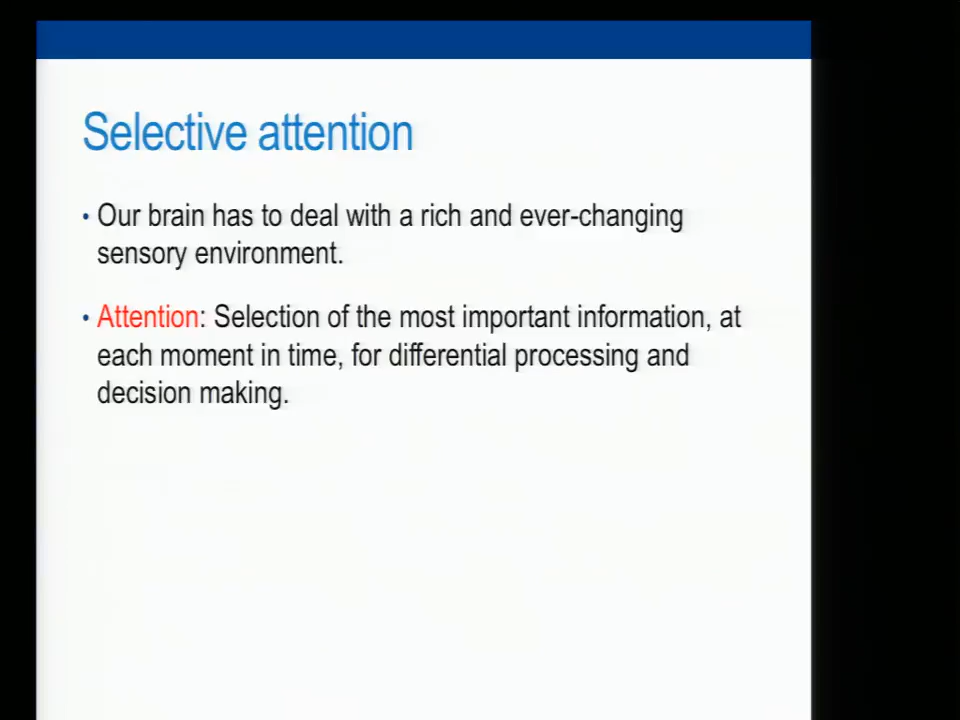 Selective attention
• Our brain has to deal with a rich and ever-changing
sensory environment.
• Attention: Selection of the most important information, at
each moment in time, for differential processing and
decision making.